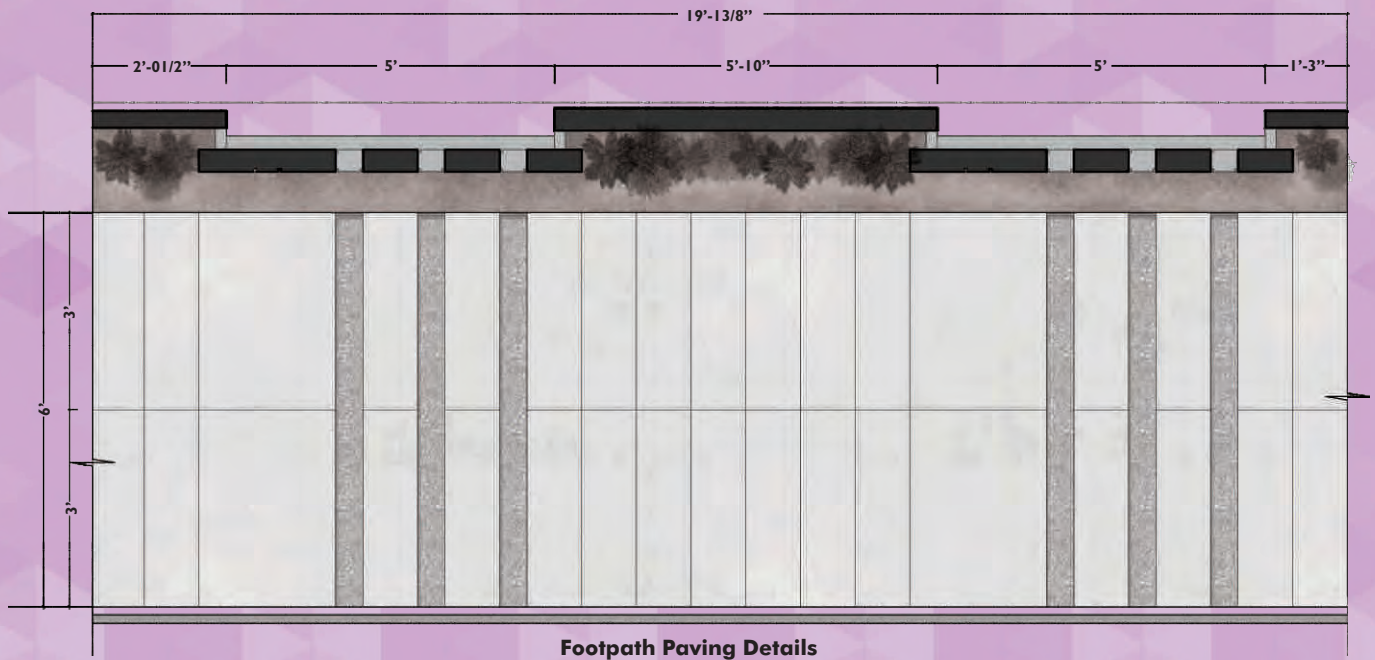 19'-13/8"
2'-01/2" 5' 5'-10" 5' 1'-3"
3'
6'
3'
Footpath Paving Details